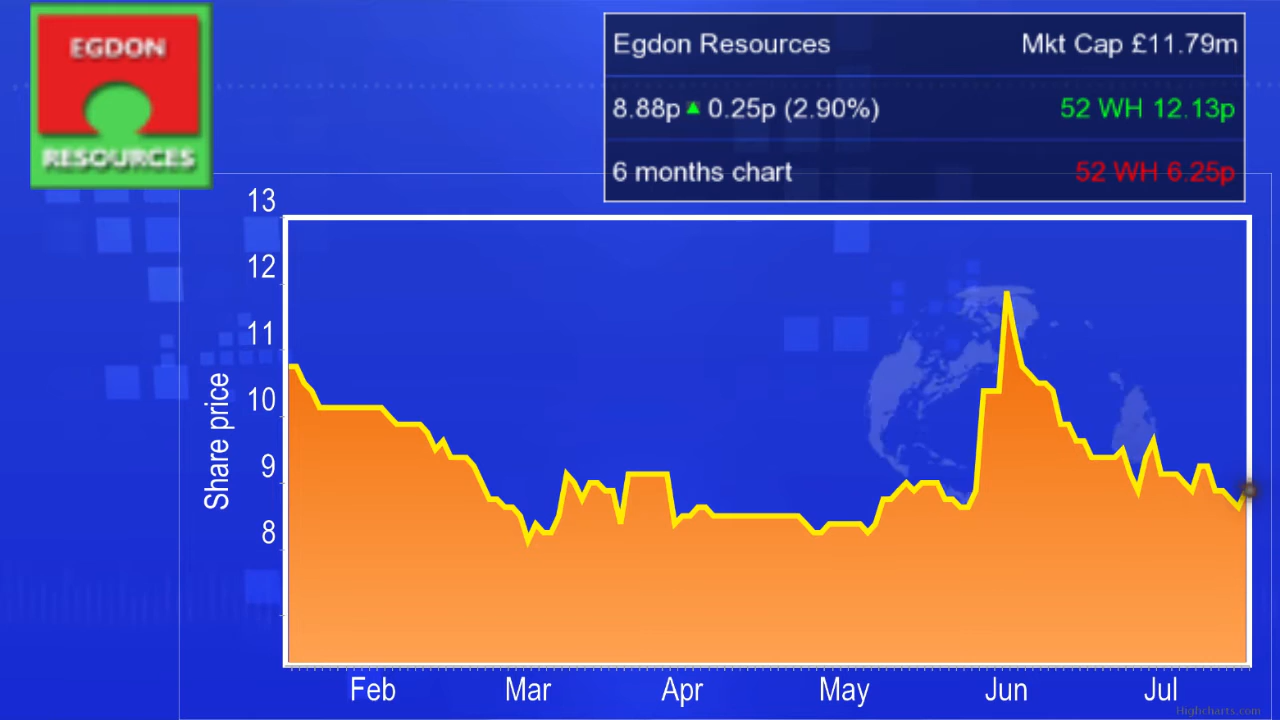 EGDON
RESOURCES
Egdon Resources Mkt Cap £11.79m
8.88p 0.25p (2.90%) 52 WH 12.13p
6 months chart 52 WH 6.25p
13
12
11
10
9
8
Share price
Feb Mar Apr May Jun Jul
Highcharts.com